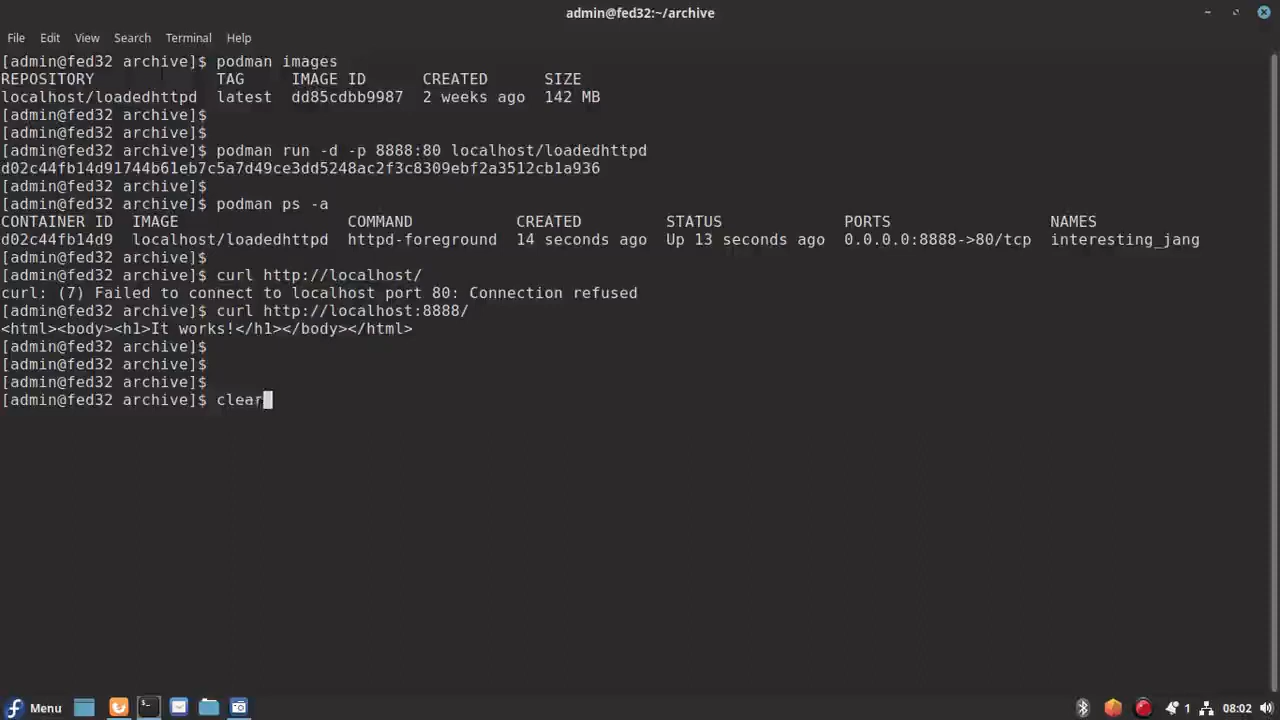 admin@fed32:~/archive
File Edit View Search Terminal Help
[admin@fed32 archive]$ podman images
REPOSITORY TAG IMAGE ID CREATED SIZE
localhost/loadedhttpd latest dd85cdbb9987 2 weeks ago 142 MB
[admin@fed32 archive]$
[admin@fed32 archive]$
[admin@fed32 archive]$ podman run -d -p 8888:80 localhost/loadedhttpd
d02c44fb14d91744b61eb7c5a7d49ce3dd5248ac2f3c8309ebf2a3512cb1a936
[admin@fed32 archive]$
[admin@fed32 archive]$ podman ps -a
CONTAINER ID IMAGE COMMAND CREATED STATUS PORTS NAMES
d02c44fb14d9 localhost/loadedhttpd httpd-foreground 14 seconds ago Up 13 seconds ago 0.0.0.0:8888->80/tcp interesting_jang
[admin@fed32 archive]$
[admin@fed32 archive]$ curl http://localhost/
curl: (7) Failed to connect to localhost port 80: Connection refused
[admin@fed32 archive]$ curl http://localhost:8888/
<html><body><h1>It works!</h1></body></html>
[admin@fed32 archive]$
[admin@fed32 archive]$
[admin@fed32 archive]$
[admin@fed32 archive]$ clear
Menu 1 08:02